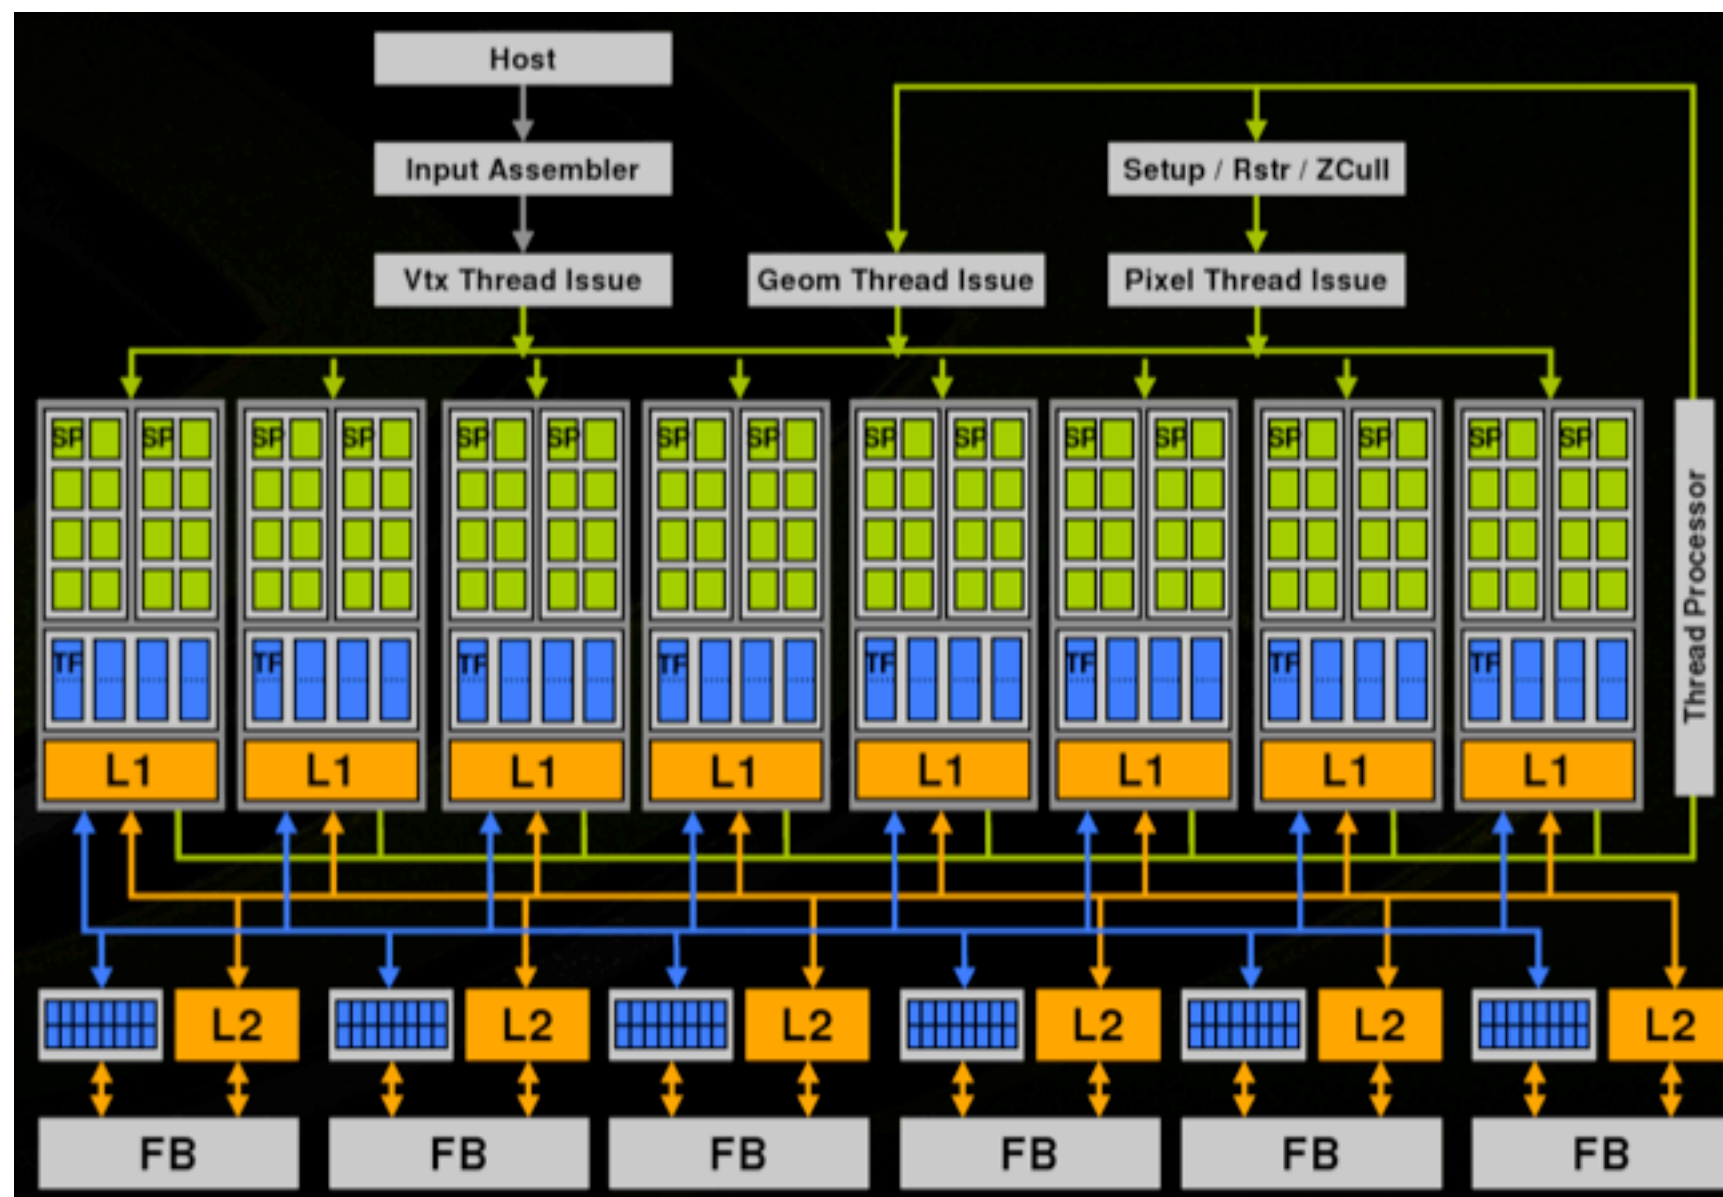 Host
Input Assembler
Setup / Rstr / ZCull
Vtx Thread Issue
Geom Thread Issue
Pixel Thread Issue
SP SP SP SP SP SP SP SP SP SP SP SP SP SP SP SP
Thread Processor
TF TF TF TF TF TF TF TF
L1 L1 L1 L1 L1 L1 L1 L1
L2 L2 L2 L2 L2 L2
FB FB FB FB FB FB